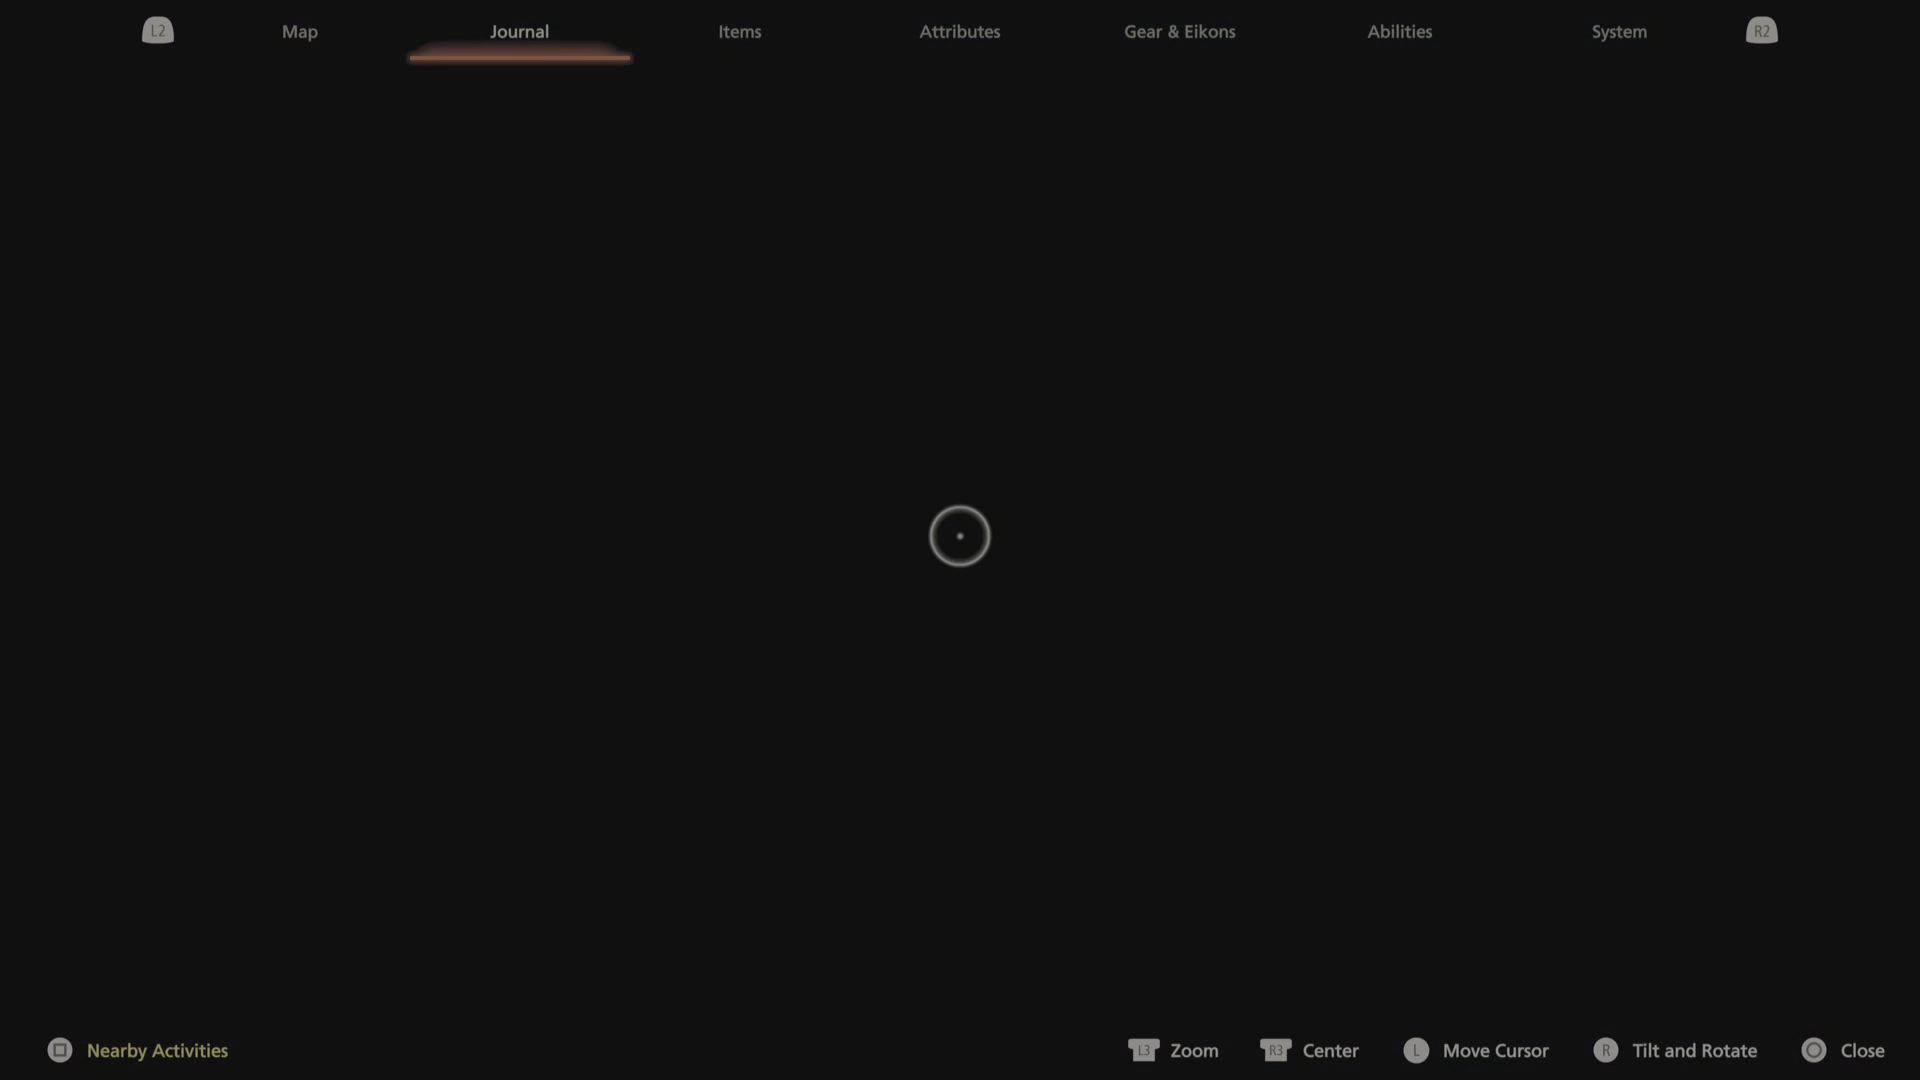 L2 Map Journal Items Attributes Gear & Eikons Abilities System R2
Nearby Activities L3 Zoom R3 Center L Move Cursor R Tilt and Rotate Close